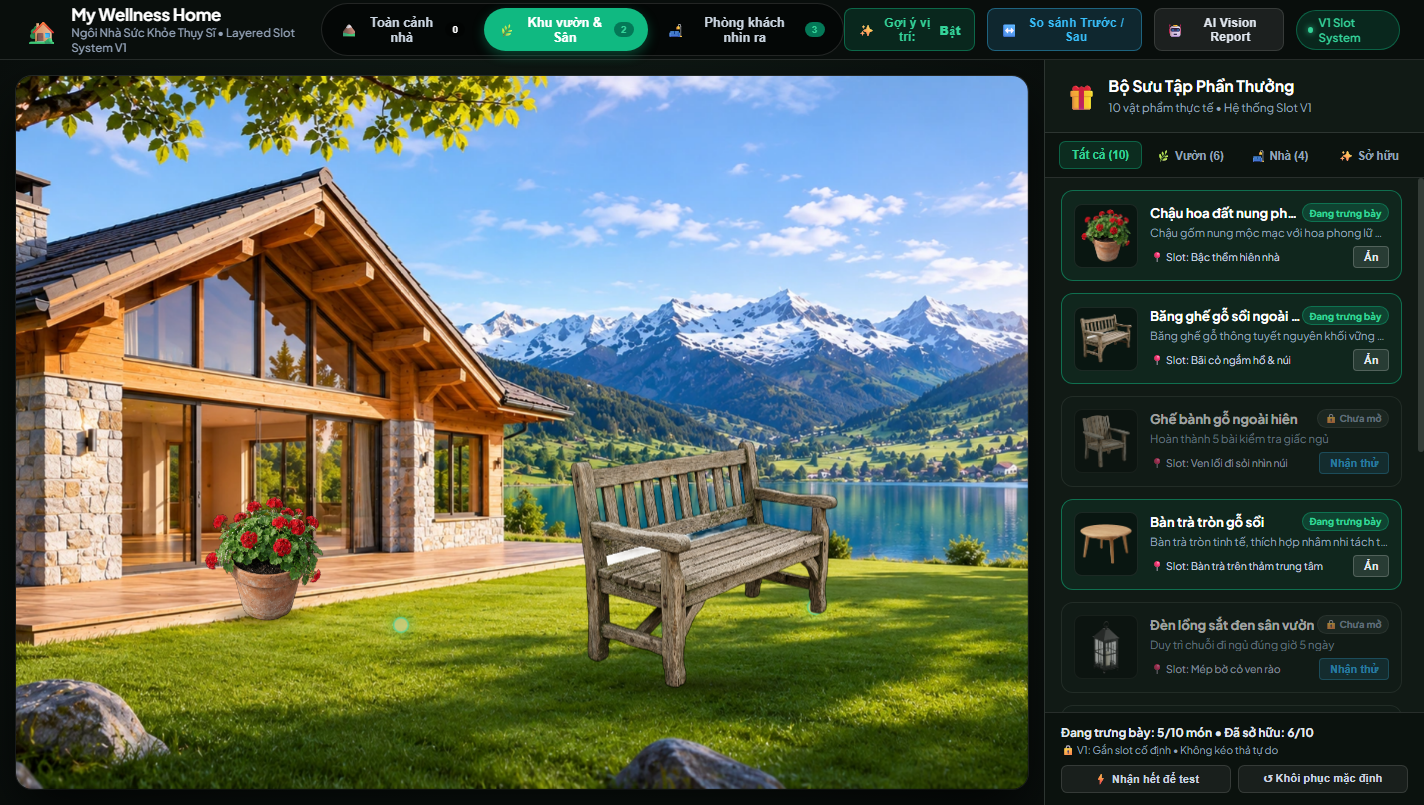 My Wellness Home
Ngôi Nhà Sức Khỏe Thụy Sĩ • Layered Slot
System V1
Toàn cảnh
nhà
0
Khu vườn &
Sân
2
Phòng khách
nhìn ra
3
Gợi ý vị
trí:
Bật
So sánh Trước /
Sau
AI Vision
Report
V1 Slot
System
Bộ Sưu Tập Phần Thưởng
10 vật phẩm thực tế • Hệ thống Slot V1
Tất cả (10)
Vườn (6)
Nhà (4)
Sở hữu
Chậu hoa đất nung ph...
Đang trưng bày
Chậu gốm nung mộc mạc với hoa phong lữ ...
Slot: Bậc thềm hiên nhà
Ẩn
Băng ghế gỗ sồi ngoài ...
Đang trưng bày
Băng ghế gỗ thông tuyết nguyên khối vững ...
Slot: Bãi cỏ ngắm hồ & núi
Ẩn
Ghế bành gỗ ngoài hiên
Chưa mở
Hoàn thành 5 bài kiểm tra giấc ngủ
Slot: Ven lối đi sỏi nhìn núi
Nhận thử
Bàn trà tròn gỗ sồi
Đang trưng bày
Bàn trà tròn tinh tế, thích hợp nhâm nhi tách t...
Slot: Bàn trà trên thảm trung tâm
Ẩn
Đèn lồng sắt đen sân vườn
Chưa mở
Duy trì chuỗi đi ngủ đúng giờ 5 ngày
Slot: Mép bờ cỏ ven rào
Nhận thử
Đang trưng bày: 5/10 món • Đã sở hữu: 6/10
V1: Gắn slot cố định • Không kéo thả tự do
Nhận hết để test
↺ Khôi phục mặc định